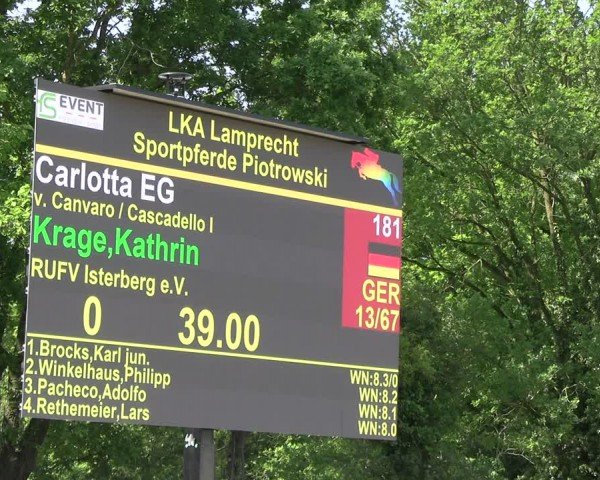 EVENT
LKA Lamprecht
Sportpferde Piotrowski
Carlotta EG
181
v. Canvaro / Cascadello I
Krage,Kathrin
RUFV Isterberg e.V.
GER
0 39.00
13/67
1.Brocks,Karl jun. WN:8.3/0
2.Winkelhaus,Philipp WN:8.2
3.Pacheco,Adolfo WN:8.1
4.Rethemeier,Lars WN:8.0